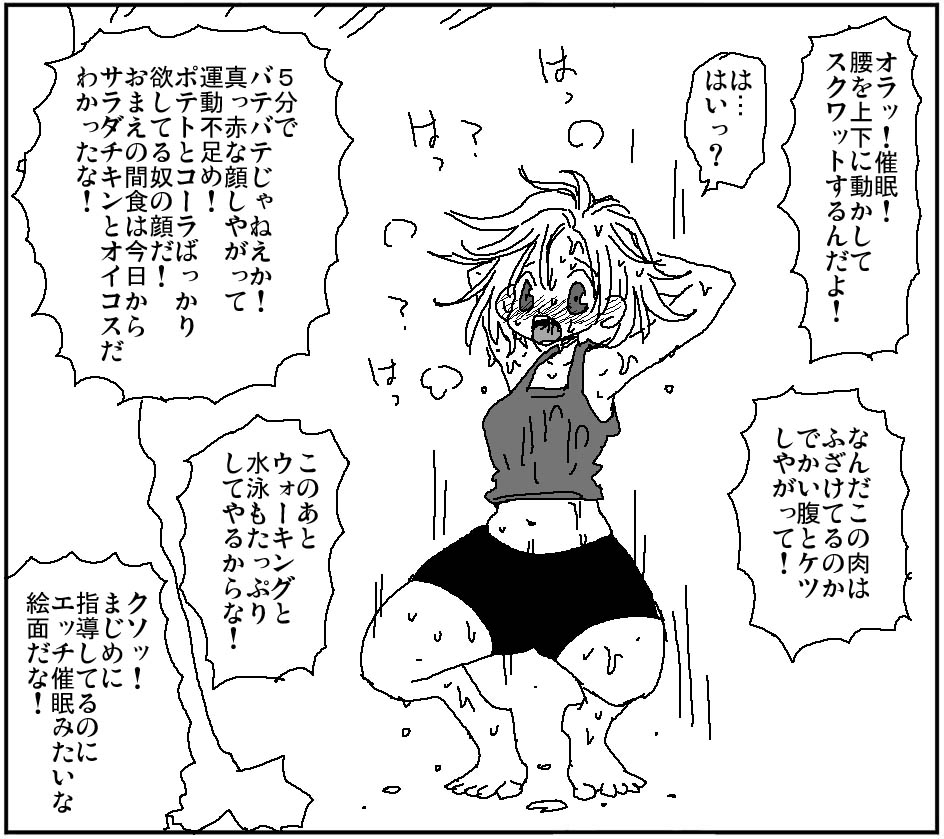 オラッ！催眠！
腰を上下に動かして
スクワットするんだよ！
は…
はいっ？
なんだこの肉は
ふざけてるのか
でかい腹とケツ
しやがって！
はっ
はっ？
？
はっ
５分で
バテバテじゃねえか！
真っ赤な顔しやがって
運動不足め！
ポテトとコーラばっかり
欲してる奴の顔だ！
おまえの間食は今日から
サラダチキンとオイコスだ
わかったな！
このあと
ウォーキングと
水泳もたっぷり
してやるからな！
クソッ！
まじめに
指導してるのに
エッチ催眠みたいな
絵面だな！